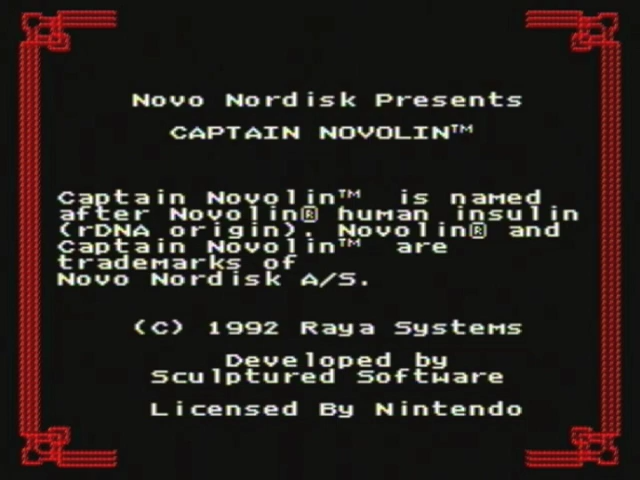 Novo Nordisk Presents
CAPTAIN NOVOLIN™
Captain Novolin™ is named
after Novolin® human insulin
(rDNA origin). Novolin® and
Captain Novolin™ are
trademarks of
Novo Nordisk A/S.
(C) 1992 Raya Systems
Developed by
Sculptured Software
Licensed By Nintendo